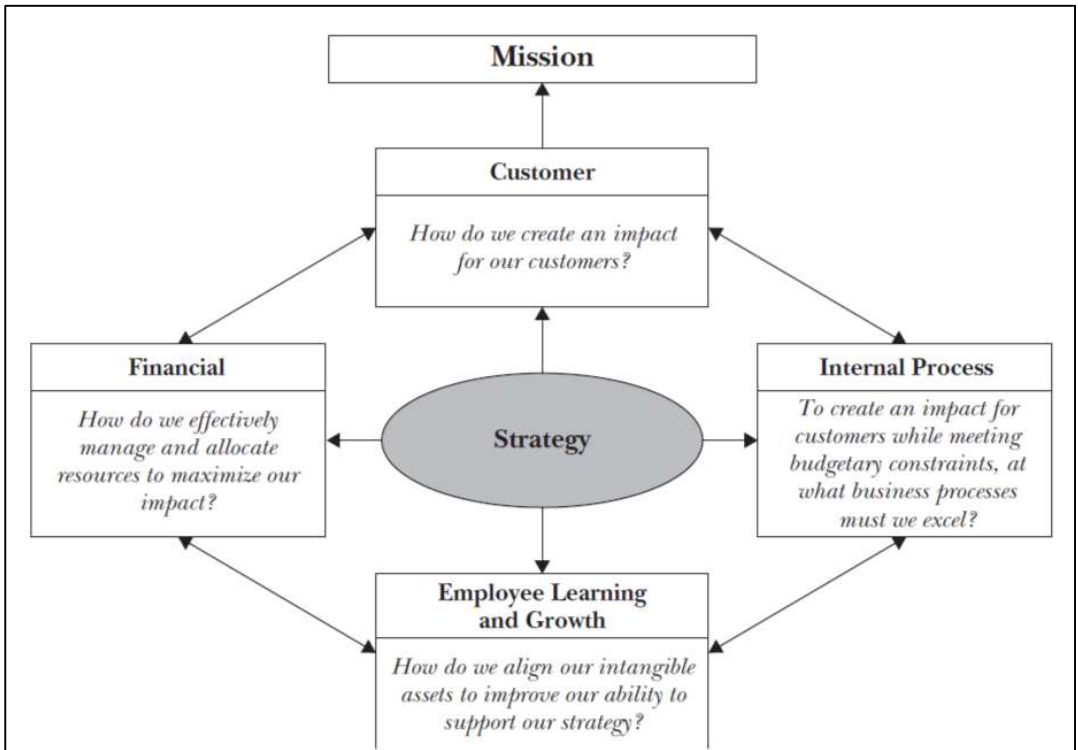 Mission
Customer
How do we create an impact
for our customers?
Financial
How do we effectively
manage and allocate
resources to maximize our
impact?
Strategy
Internal Process
To create an impact for
customers while meeting
budgetary constraints, at
what business processes
must we excel?
Employee Learning
and Growth
How do we align our intangible
assets to improve our ability to
support our strategy?